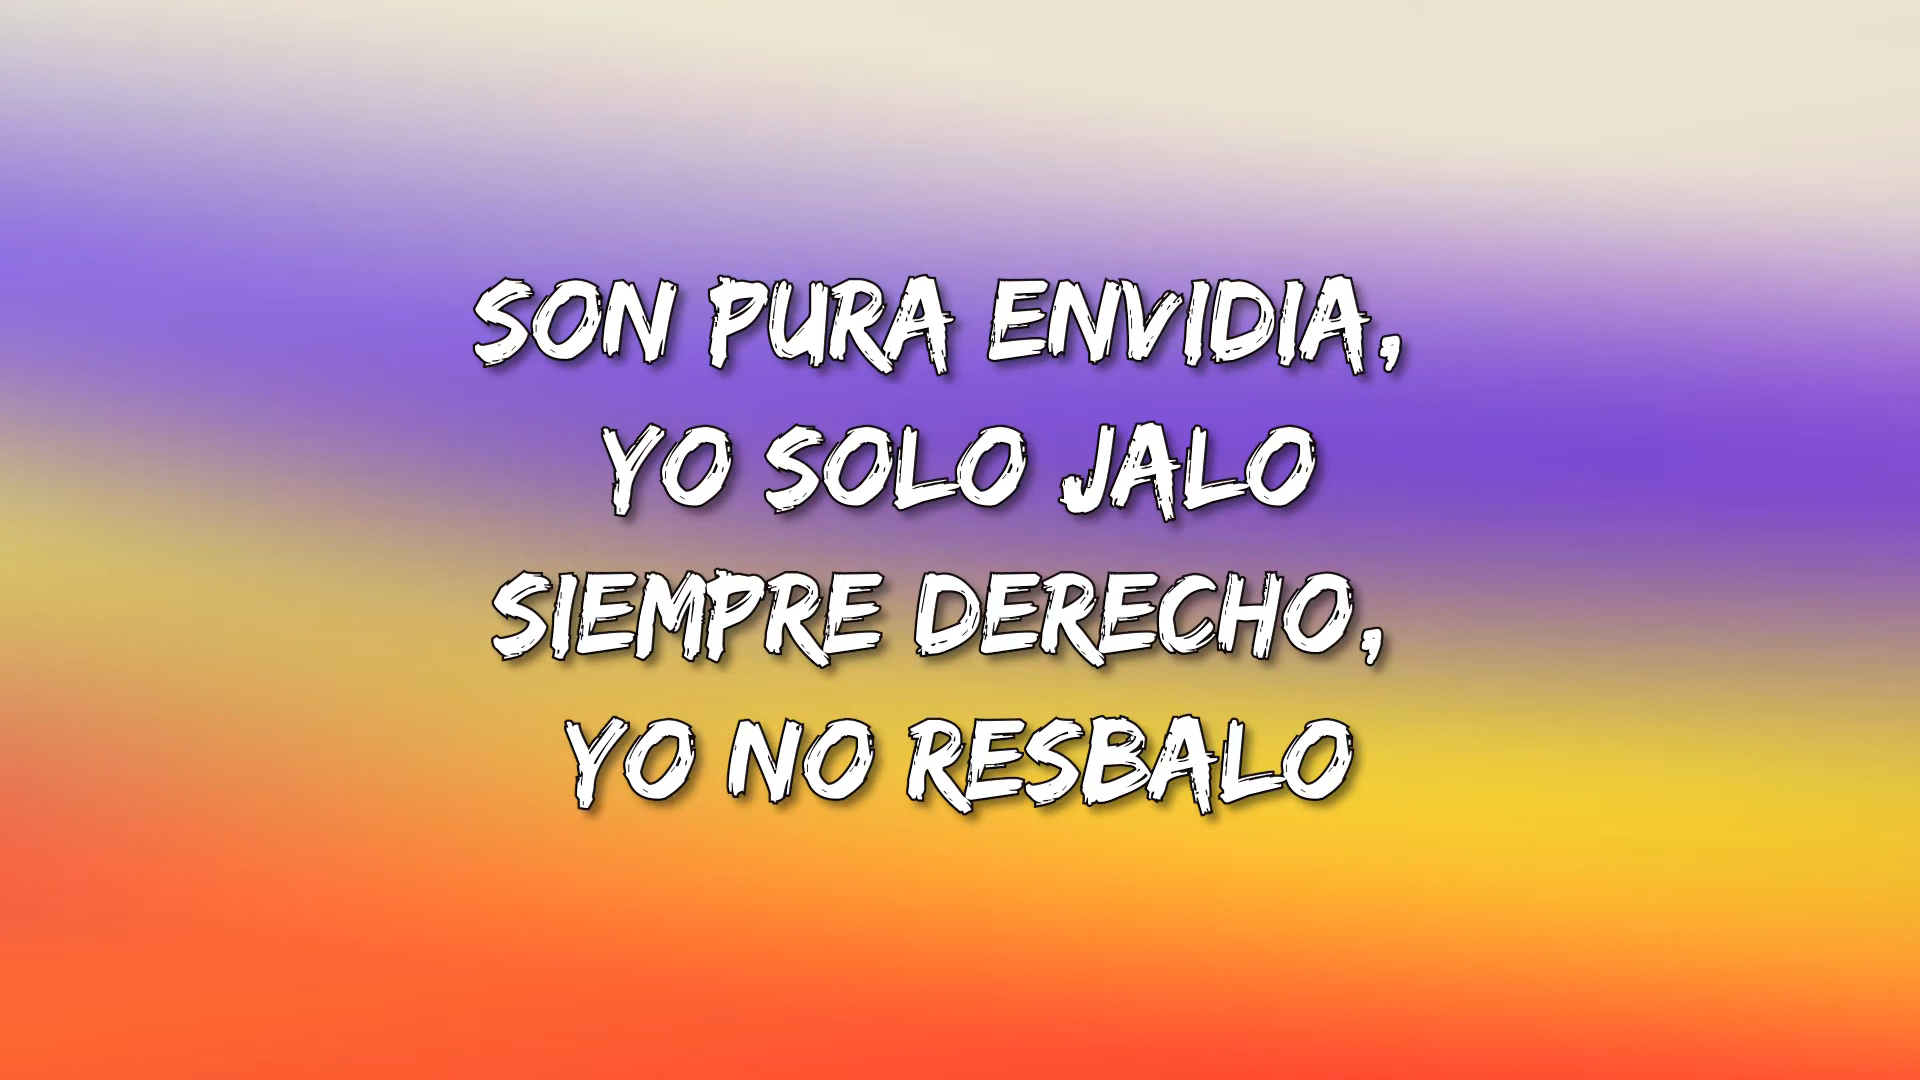 SON PURA ENVIDIA,
YO SOLO JALO
SIEMPRE DERECHO,
YO NO RESBALO